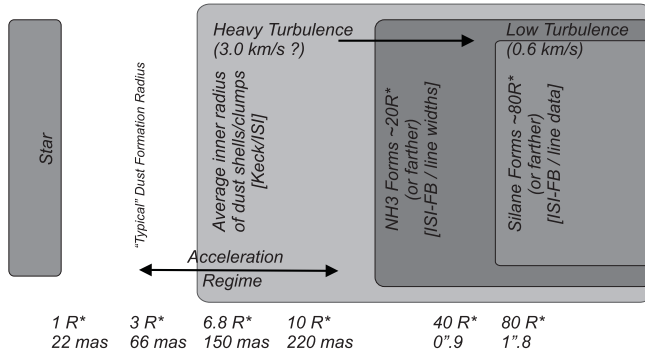 Heavy Turbulence
(3.0 km/s ?)
Low Turbulence
(0.6 km/s)
Star
"Typical" Dust Formation Radius
Average inner radius
of dust shells/clumps
[Keck/ISI]
NH3 Forms ~20R*
(or farther)
[ISI-FB / line widths]
Silane Forms ~80R*
(or farther)
[ISI-FB / line data]
Acceleration
Regime
1 R* 3 R* 6.8 R* 10 R* 40 R* 80 R*
22 mas 66 mas 150 mas 220 mas 0".9 1".8